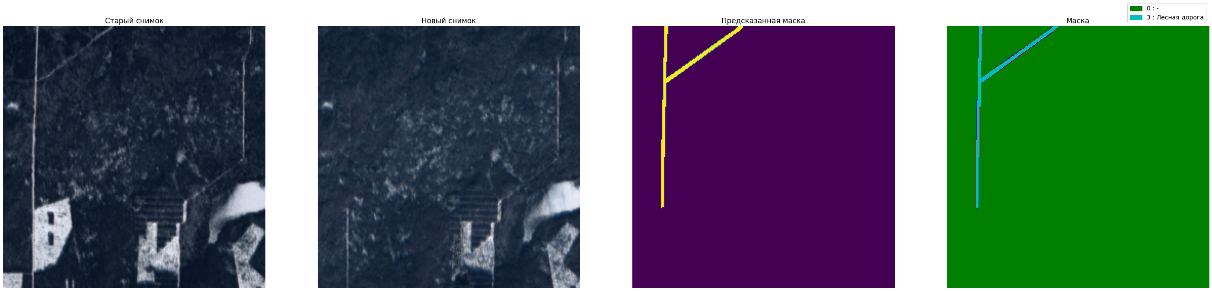 Старый снимок
Новый снимок
Предсказанная маска
Маска
0 : -
3 : Лесная дорога